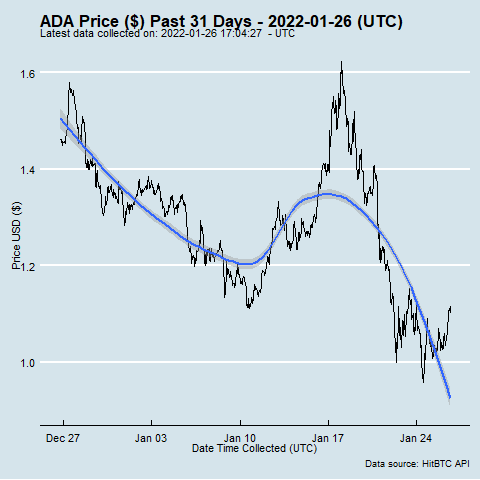 ADA Price ($) Past 31 Days - 2022-01-26 (UTC)
Latest data collected on: 2022-01-26 17:04:27 - UTC
1.6
1.4
1.2
1.0
Price USD ($)
Dec 27 Jan 03 Jan 10 Jan 17 Jan 24
Date Time Collected (UTC)
Data source: HitBTC API